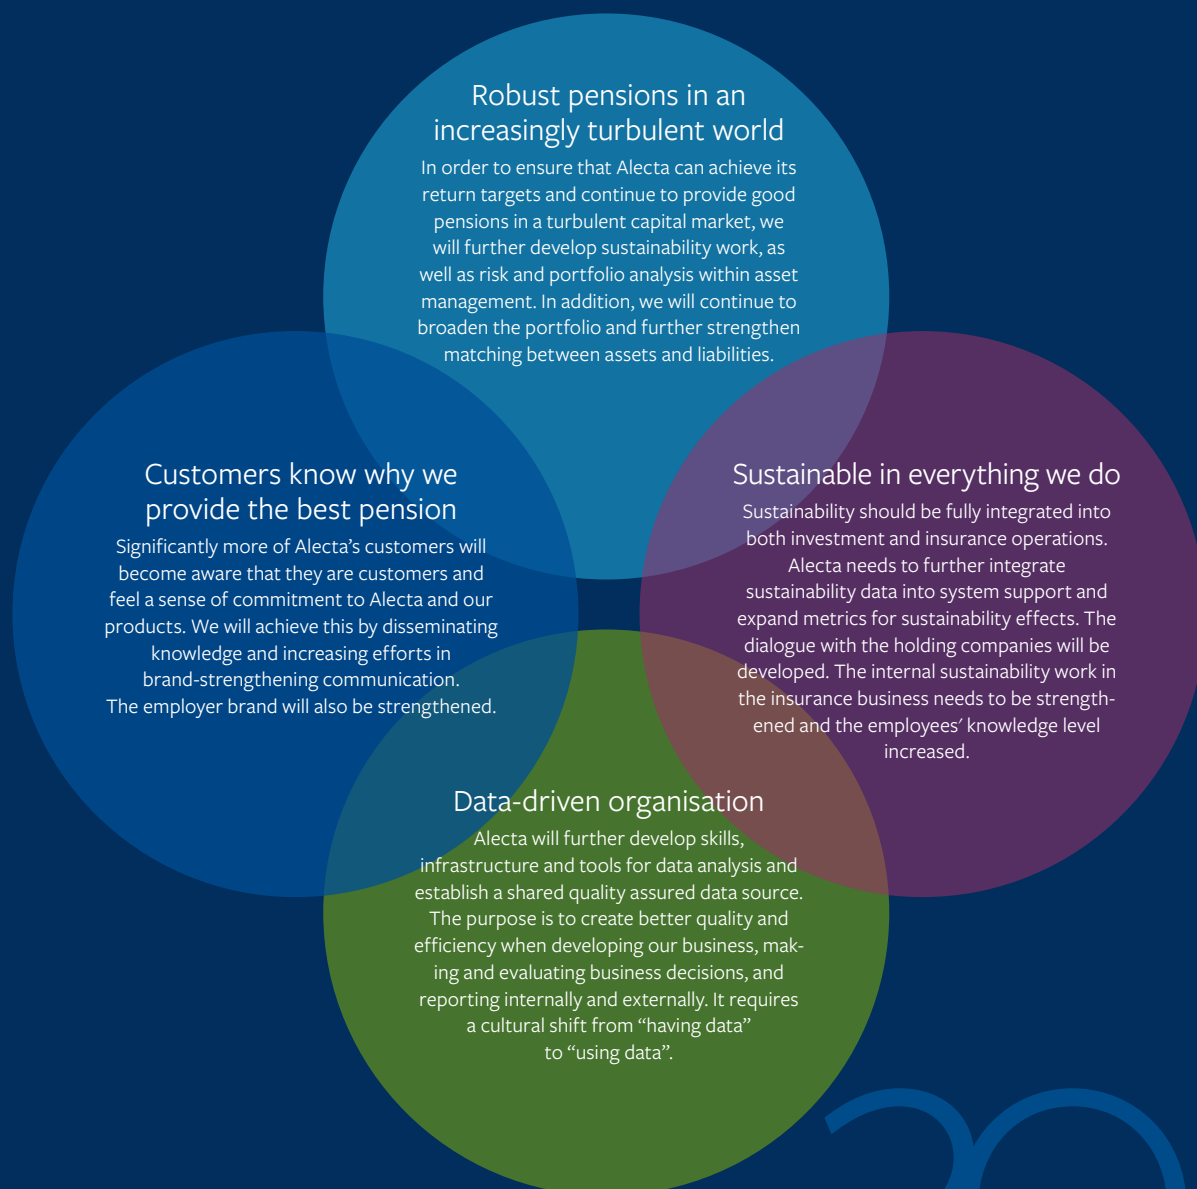 Robust pensions in an
increasingly turbulent world
In order to ensure that Alecta can achieve its
return targets and continue to provide good
pensions in a turbulent capital market, we
will further develop sustainability work, as
well as risk and portfolio analysis within asset
management. In addition, we will continue to
broaden the portfolio and further strengthen
matching between assets and liabilities.
Customers know why we
provide the best pension
Significantly more of Alecta’s customers will
become aware that they are customers and
feel a sense of commitment to Alecta and our
products. We will achieve this by disseminating
knowledge and increasing efforts in
brand-strengthening communication.
The employer brand will also be strengthened.
Sustainable in everything we do
Sustainability should be fully integrated into
both investment and insurance operations.
Alecta needs to further integrate
sustainability data into system support and
expand metrics for sustainability effects. The
dialogue with the holding companies will be
developed. The internal sustainability work in
the insurance business needs to be strength-
ened and the employees’ knowledge level
increased.
Data-driven organisation
Alecta will further develop skills,
infrastructure and tools for data analysis and
establish a shared quality assured data source.
The purpose is to create better quality and
efficiency when developing our business, mak-
ing and evaluating business decisions, and
reporting internally and externally. It requires
a cultural shift from “having data”
to “using data”.